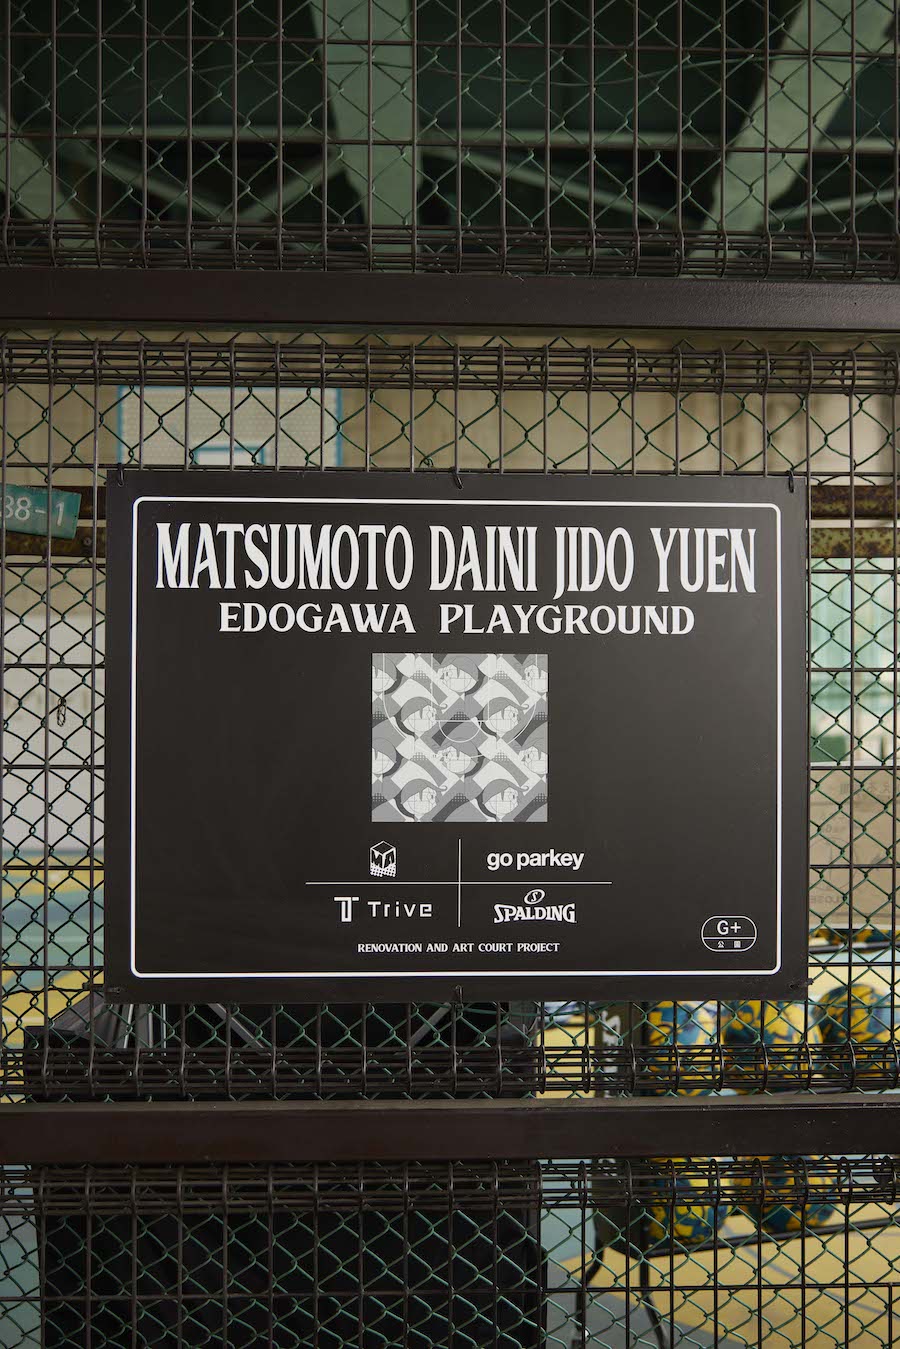 38-1
MATSUMOTO DAINI JIDO YUEN
EDOGAWA PLAYGROUND
go parkey
Trive
SPALDING
RENOVATION AND ART COURT PROJECT
G+
公園